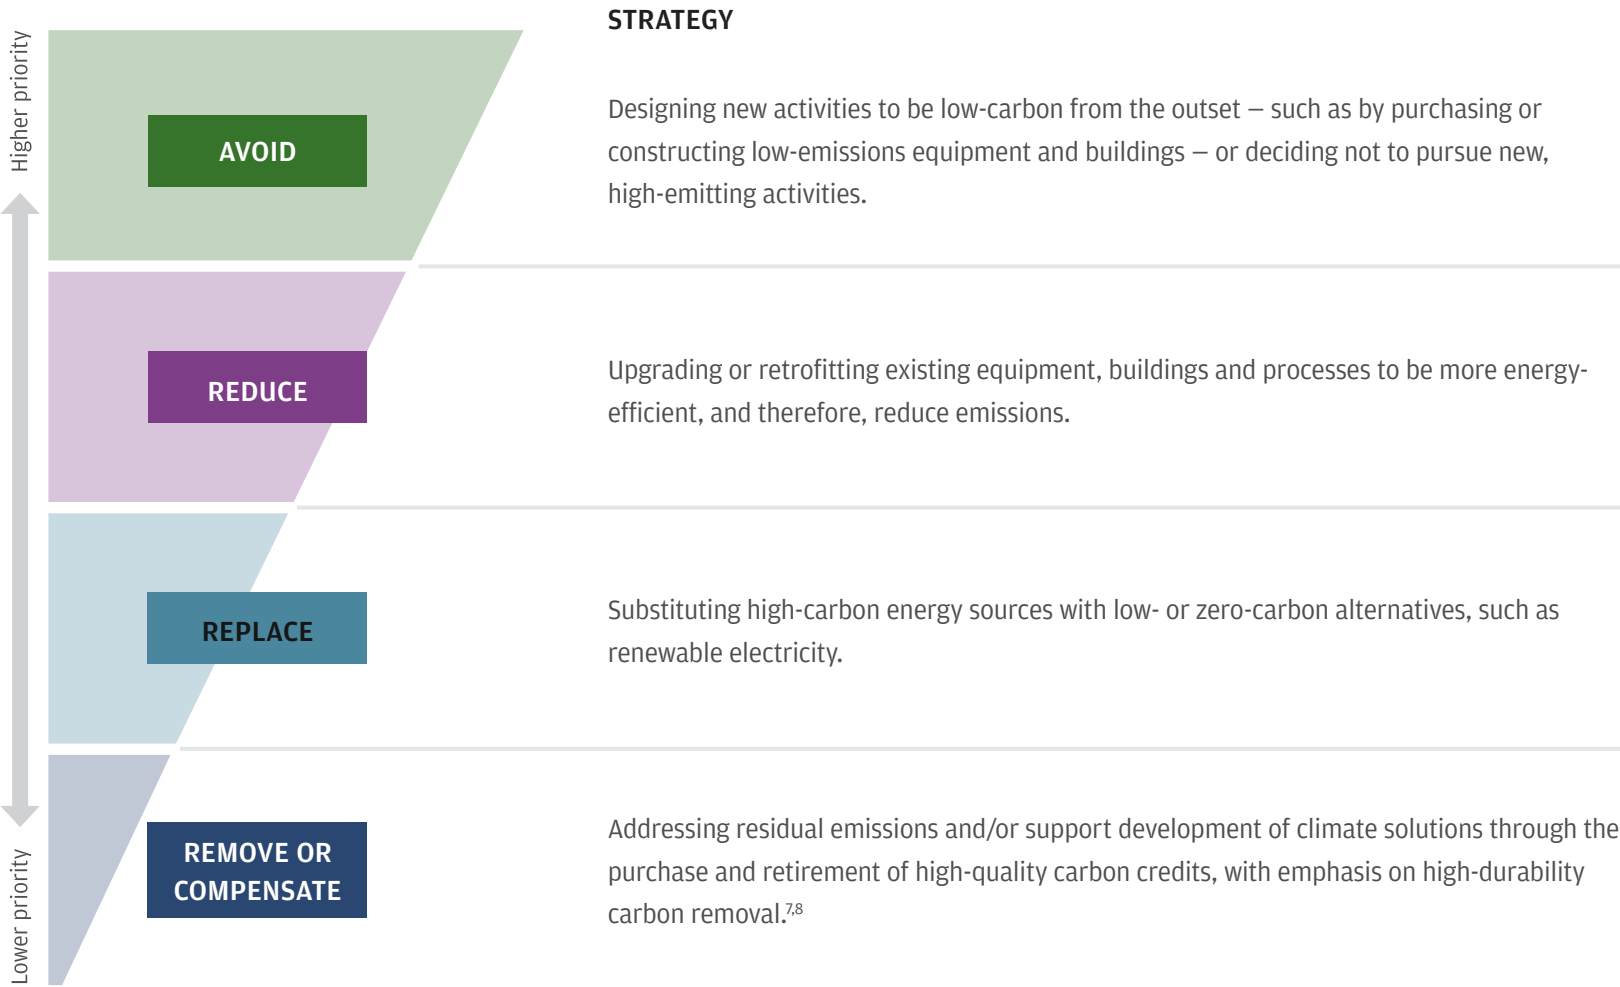 STRATEGY
Higher priority
AVOID
Designing new activities to be low-carbon from the outset – such as by purchasing or
constructing low-emissions equipment and buildings – or deciding not to pursue new,
high-emitting activities.
REDUCE
Upgrading or retrofitting existing equipment, buildings and processes to be more energy-
efficient, and therefore, reduce emissions.
REPLACE
Substituting high-carbon energy sources with low- or zero-carbon alternatives, such as
renewable electricity.
REMOVE OR
COMPENSATE
Addressing residual emissions and/or support development of climate solutions through the
purchase and retirement of high-quality carbon credits, with emphasis on high-durability
carbon removal.7,8
Lower priority